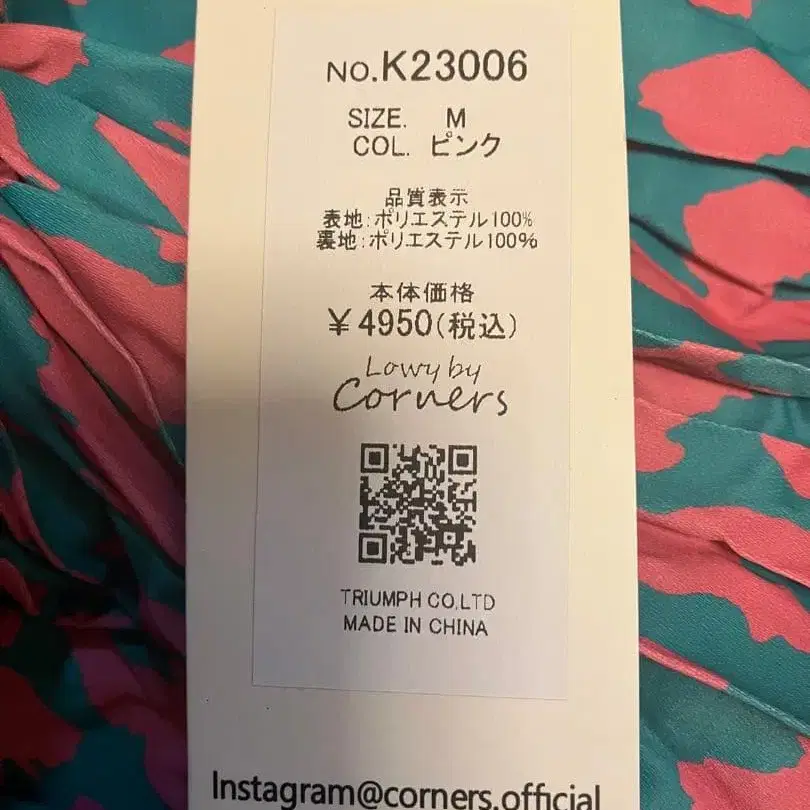 NO.K23006
SIZE. M
COL. ピンク
品質表示
表地:ポリエステル100%
裏地:ポリエステル100%
本体価格
¥4950(税込)
Lowy by
Corners
TRIUMPH CO.LTD
MADE IN CHINA
Instagram@corners.official